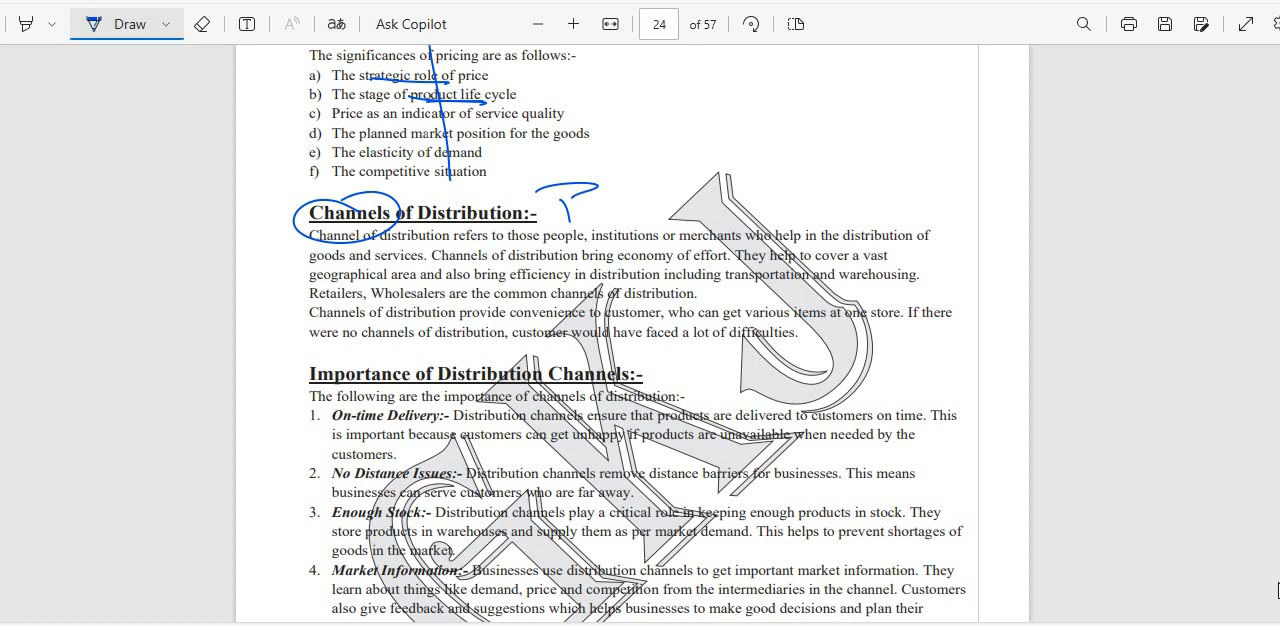 Draw
aあ
Ask Copilot
24 of 57
The significances of pricing are as follows:-
a) The strategic role of price
b) The stage of product life cycle
c) Price as an indicator of service quality
d) The planned market position for the goods
e) The elasticity of demand
f) The competitive situation
Channels of Distribution:-
Channel of distribution refers to those people, institutions or merchants who help in the distribution of
goods and services. Channels of distribution bring economy of effort. They help to cover a vast
geographical area and also bring efficiency in distribution including transportation and warehousing.
Retailers, Wholesalers are the common channels of distribution.
Channels of distribution provide convenience to customer, who can get various items at one store. If there
were no channels of distribution, customer would have faced a lot of difficulties.
Importance of Distribution Channels:-
The following are the importance of channels of distribution:-
1. On-time Delivery:- Distribution channels ensure that products are delivered to customers on time. This
is important because customers can get unhappy if products are unavailable when needed by the
customers.
2. No Distance Issues:- Distribution channels remove distance barriers for businesses. This means
businesses can serve customers who are far away.
3. Enough Stock:- Distribution channels play a critical role in keeping enough products in stock. They
store products in warehouses and supply them as per market demand. This helps to prevent shortages of
goods in the market.
4. Market Information:- Businesses use distribution channels to get important market information. They
learn about things like demand, price and competition from the intermediaries in the channel. Customers
also give feedback and suggestions which helps businesses to make good decisions and plan their